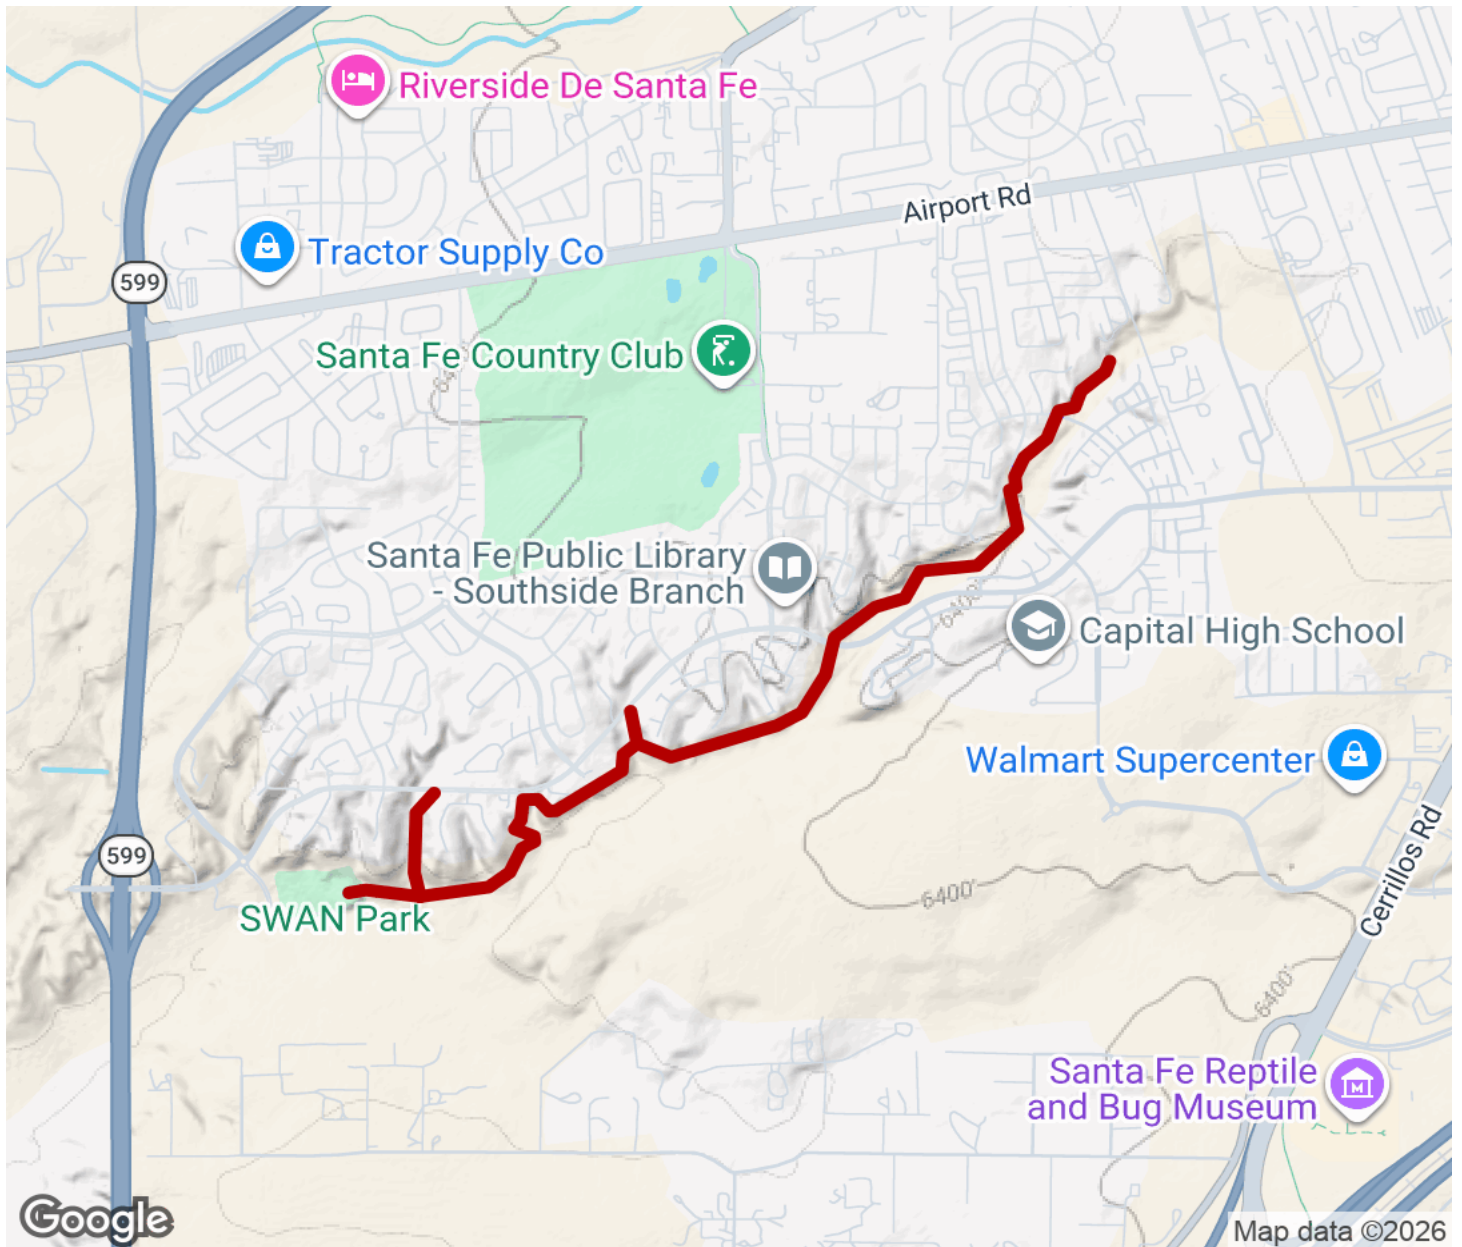 Riverside De Santa Fe
Airport Rd
Tractor Supply Co
599
Santa Fe Country Club
Santa Fe Public Library
- Southside Branch
6400'
Capital High School
Walmart Supercenter
599
6400'
Cerrillos Rd
SWAN Park
6400'
Santa Fe Reptile
and Bug Museum
M
Google
Map data ©2026